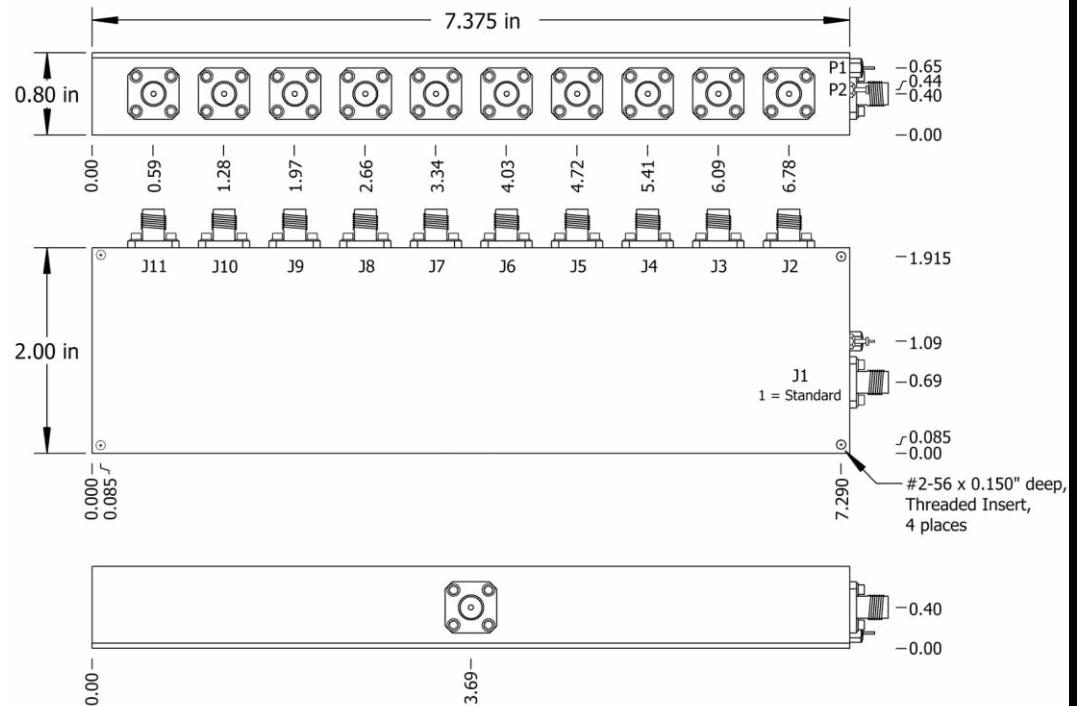 7.375 in
0.80 in
P1
P2
0.65
0.44
0.40
0.00
0.00
0.59
1.28
1.97
2.66
3.34
4.03
4.72
5.41
6.09
6.78
J11
J10
J9
J8
J7
J6
J5
J4
J3
J2
2.00 in
1.915
1.09
0.69
0.085
0.00
J1
1 = Standard
0.000
0.085
7.290
#2-56 x 0.150" deep,
Threaded Insert,
4 places
0.40
0.00
0.00
3.69